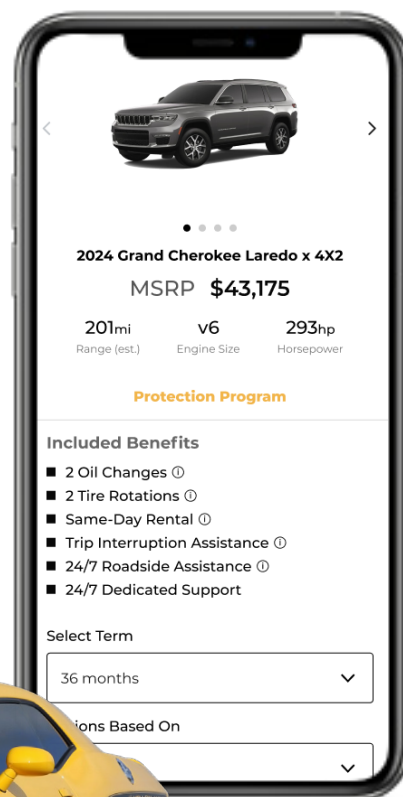 2024 Grand Cherokee Laredo x 4X2
MSRP $43,175
201mi v6 293hp
Range (est.) Engine Size Horsepower
Protection Program
Included Benefits
2 Oil Changes
2 Tire Rotations
Same-Day Rental
Trip Interruption Assistance
24/7 Roadside Assistance
24/7 Dedicated Support
Select Term
36 months
Based On